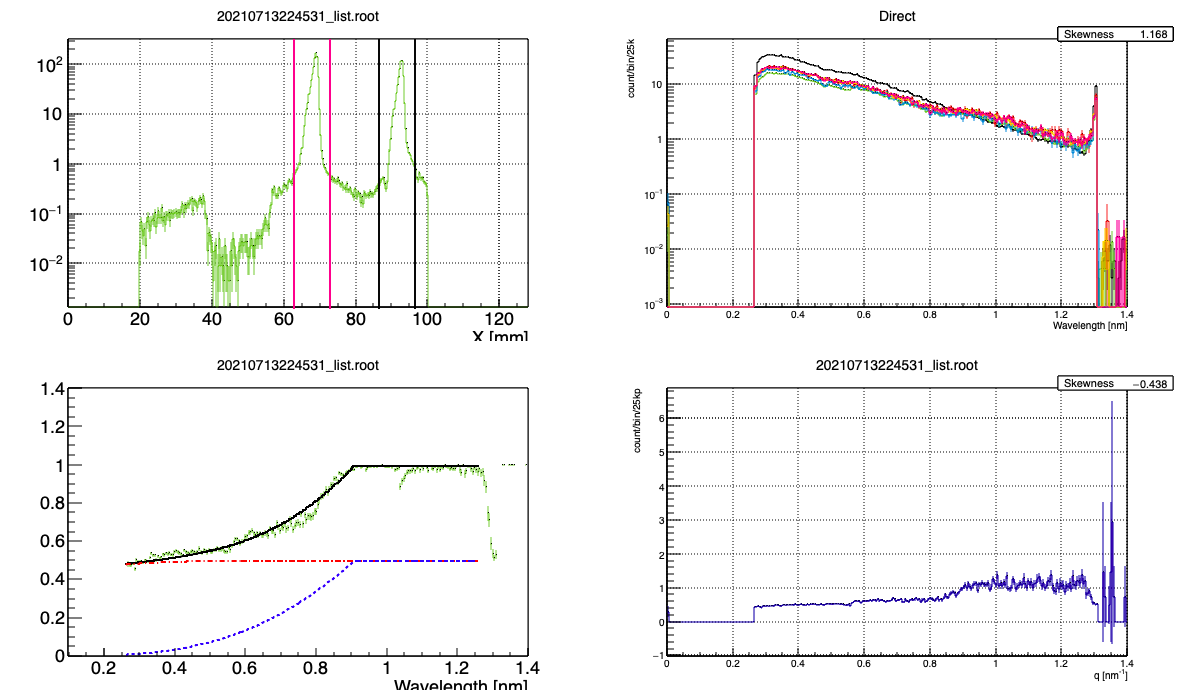 20210713224531_list.root
10²
10
1
10⁻¹
10⁻²
0 20 40 60 80 100 120
X [mm]
Direct
Skewness 1.168
count/bin/25k
10
1
10⁻¹
10⁻²
10⁻³
0 0.2 0.4 0.6 0.8 1 1.2 1.4
Wavelength [nm]
20210713224531_list.root
1.4
1.2
1
0.8
0.6
0.4
0.2
0
0.2 0.4 0.6 0.8 1 1.2 1.4
Wavelength [nm]
20210713224531_list.root
Skewness −0.438
count/bin/25kp
6
5
4
3
2
1
0
−1
0 0.2 0.4 0.6 0.8 1 1.2 1.4
q [nm⁻¹]